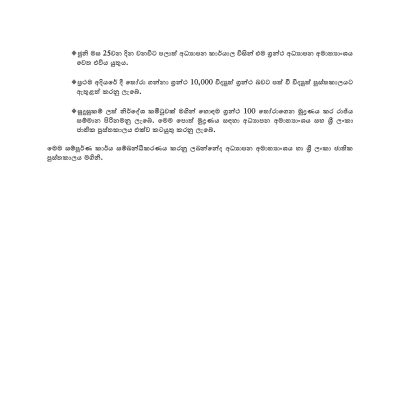 ❖ ජුනි මස 25වන දින වනවිට පළාත් අධ්‍යාපන කාර්යාල විසින් එම ග්‍රන්ථ අධ්‍යාපන අමාත්‍යාංශය
වෙත එවිය යුතුය.
❖ ප්‍රථම අදියරේ දී තෝරා ගන්නා ග්‍රන්ථ 10,000 විද්‍යුත් ග්‍රන්ථ බවට පත් වී විද්‍යුත් පුස්තකාලයට
ඇතුළත් කරනු ලැබේ.
❖ සුදුසුකම් ලත් නිර්දේශ කමිටුවක් මගින් හොඳම ග්‍රන්ථ 100 තෝරාගෙන මුද්‍රණය කර රාජ්‍ය
සම්මාන පිරිනමනු ලැබේ. මෙම පොත් මුද්‍රණය සඳහා අධ්‍යාපන අමාත්‍යාංශය සහ ශ්‍රී ලංකා
ජාතික පුස්තකාලය එක්ව කටයුතු කරනු ලැබේ.
මෙම සම්පූර්ණ කාර්ය සම්බන්ධීකරණය කරනු ලබන්නේද අධ්‍යාපන අමාත්‍යාංශය හා ශ්‍රී ලංකා ජාතික
පුස්තකාලය මගිනි.